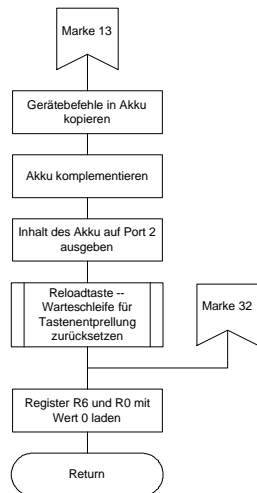 Marke 13
Gerätebefehle in Akku
kopieren
Akku komplementieren
Inhalt des Akku auf Port 2
ausgeben
Reloadtaste --
Warteschleife für
Tastenentprellung
zurücksetzen
Marke 32
Register R6 und R0 mit
Wert 0 laden
Return